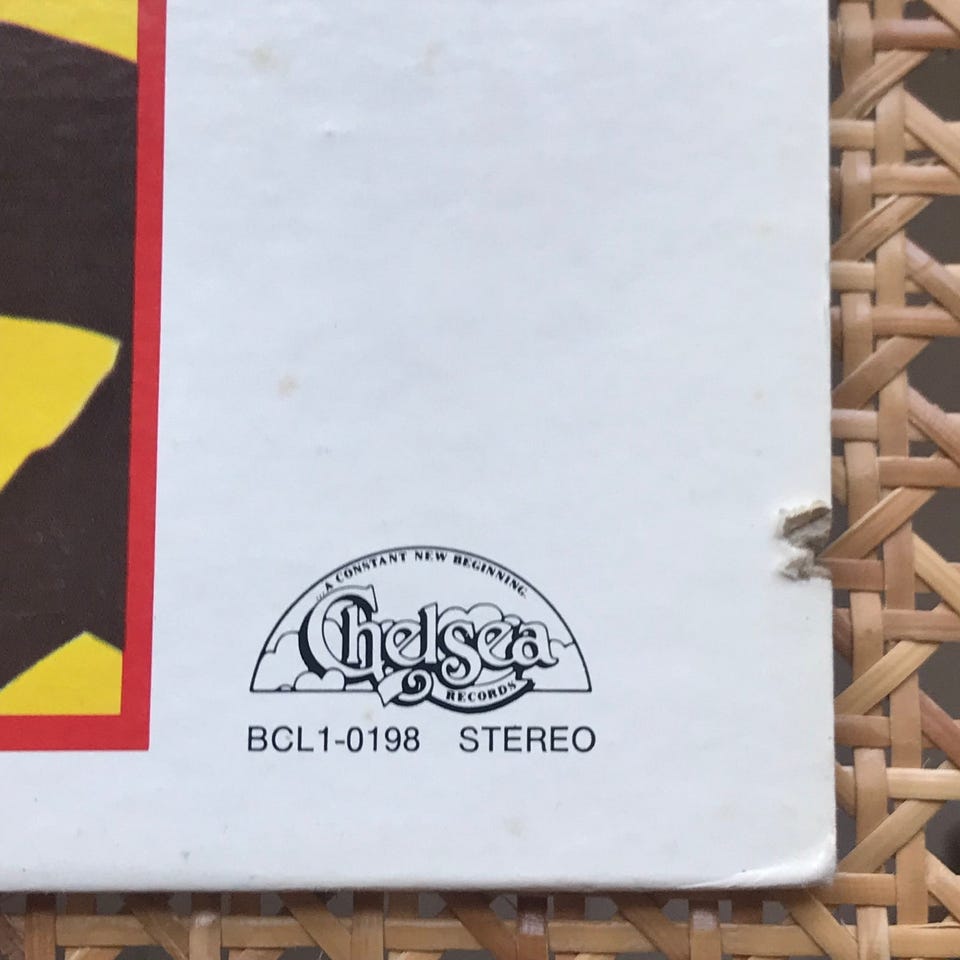 ...A CONSTANT NEW BEGINNING
Chelsea
RECORDS
BCL1-0198 STEREO